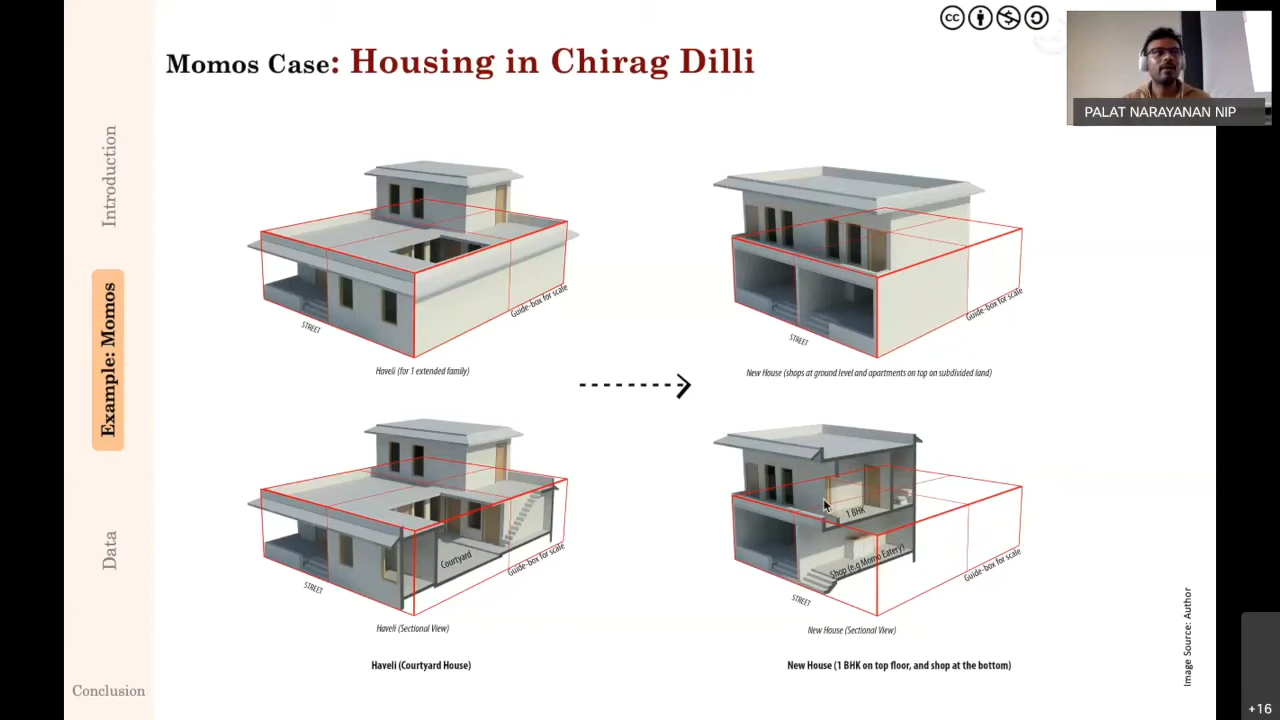 Momos Case: Housing in Chirag Dilli
cc
PALAT NARAYANAN NIP
Introduction
Example: Momos
Data
Conclusion
STREET
Guide-box for scale
Haveli (for 1 extended family)
STREET
Guide-box for scale
New House (shops at ground level and apartments on top on subdivided land)
Courtyard
STREET
Guide-box for scale
Haveli (Sectional View)
1 BHK
Shop (e.g Momo Eatery)
STREET
Guide-box for scale
New House (Sectional View)
Haveli (Courtyard House)
New House (1 BHK on top floor, and shop at the bottom)
Image Source: Author
+16